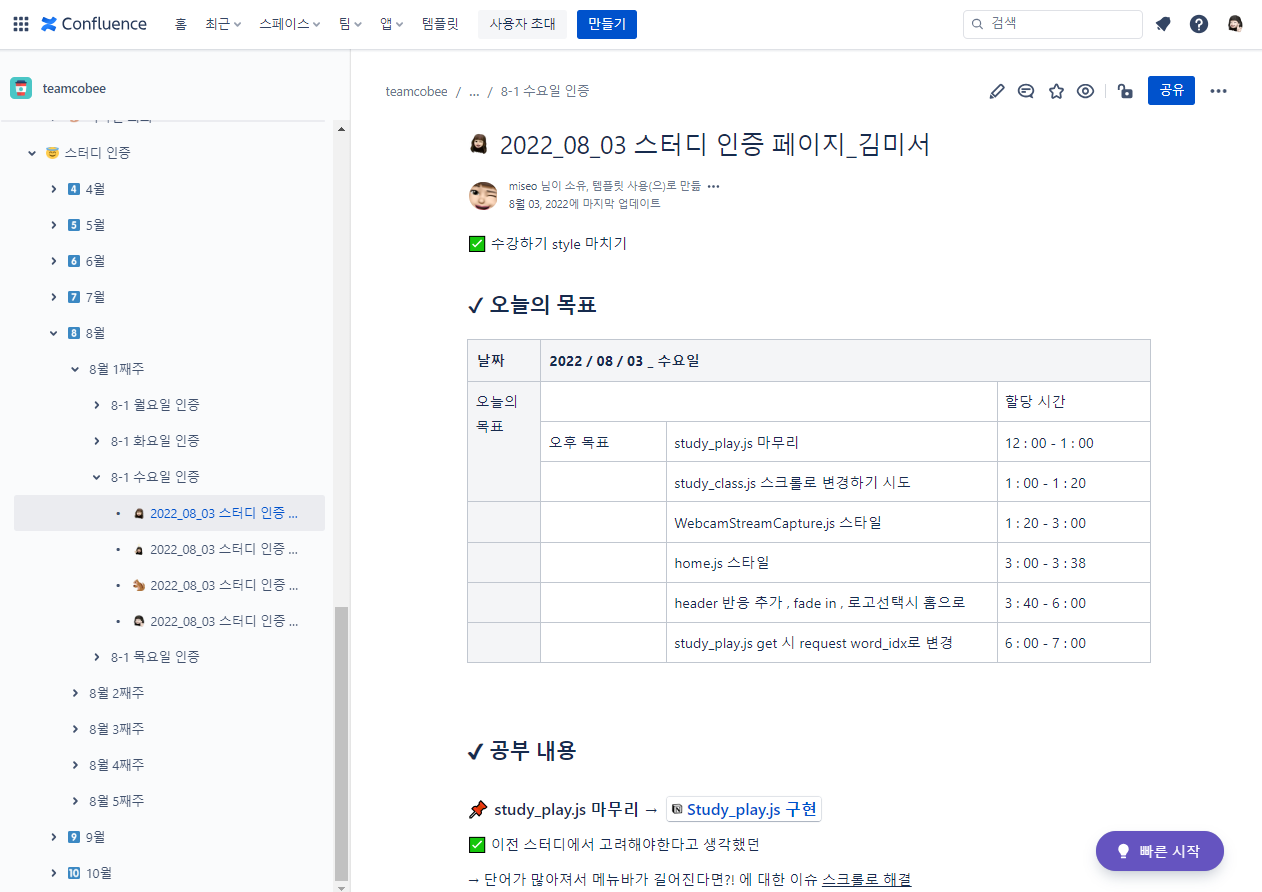 Confluence 홈 최근 스페이스 팀 앱 템플릿 사용자 초대 만들기 검색
teamcobee
스터디 인증
4 4월
5 5월
6 6월
7 7월
8 8월
8월 1째주
8-1 월요일 인증
8-1 화요일 인증
8-1 수요일 인증
2022_08_03 스터디 인증 ...
2022_08_03 스터디 인증 ...
2022_08_03 스터디 인증 ...
2022_08_03 스터디 인증 ...
8-1 목요일 인증
8월 2째주
8월 3째주
8월 4째주
8월 5째주
9 9월
10 10월
teamcobee / ... / 8-1 수요일 인증
공유
2022_08_03 스터디 인증 페이지_김미서
miseo 님이 소유, 템플릿 사용(으)로 만듦 •••
8월 03, 2022에 마지막 업데이트
✅ 수강하기 style 마치기
✓ 오늘의 목표
날짜 2022 / 08 / 03 _ 수요일
오늘의 목표 할당 시간
오후 목표 study_play.js 마무리 12 : 00 - 1 : 00
study_class.js 스크롤로 변경하기 시도 1 : 00 - 1 : 20
WebcamStreamCapture.js 스타일 1 : 20 - 3 : 00
home.js 스타일 3 : 00 - 3 : 38
header 반응 추가 , fade in , 로고선택시 홈으로 3 : 40 - 6 : 00
study_play.js get 시 request word_idx로 변경 6 : 00 - 7 : 00
✓ 공부 내용
📌 study_play.js 마무리 → Study_play.js 구현
✅ 이전 스터디에서 고려해야한다고 생각했던
→ 단어가 많아져서 메뉴바가 길어진다면?! 에 대한 이슈 스크롤로 해결
빠른 시작